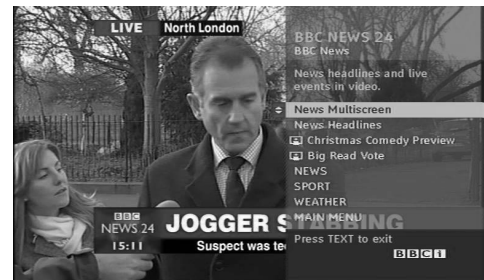 LIVE North London
BBC NEWS 24
BBC News
News headlines and live
events in video.
News Multiscreen
News Headlines
Christmas Comedy Preview
Big Read Vote
NEWS
SPORT
WEATHER
MAIN MENU
Press TEXT to exit
BBC 1
BBC
NEWS 24
15:11
JOGGER STABBING
Suspect was